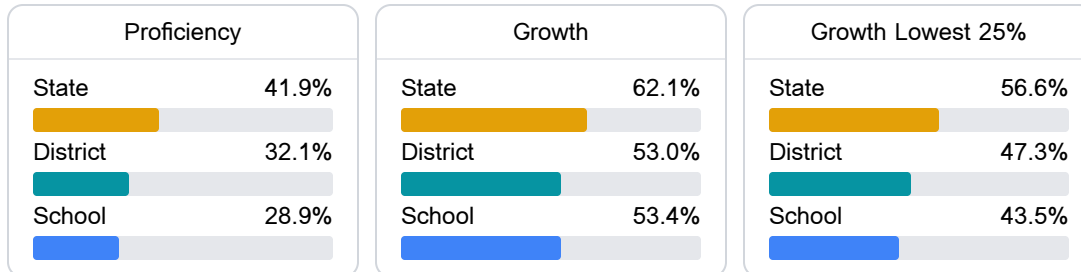 Proficiency
State 41.9%
District 32.1%
School 28.9%
Growth
State 62.1%
District 53.0%
School 53.4%
Growth Lowest 25%
State 56.6%
District 47.3%
School 43.5%